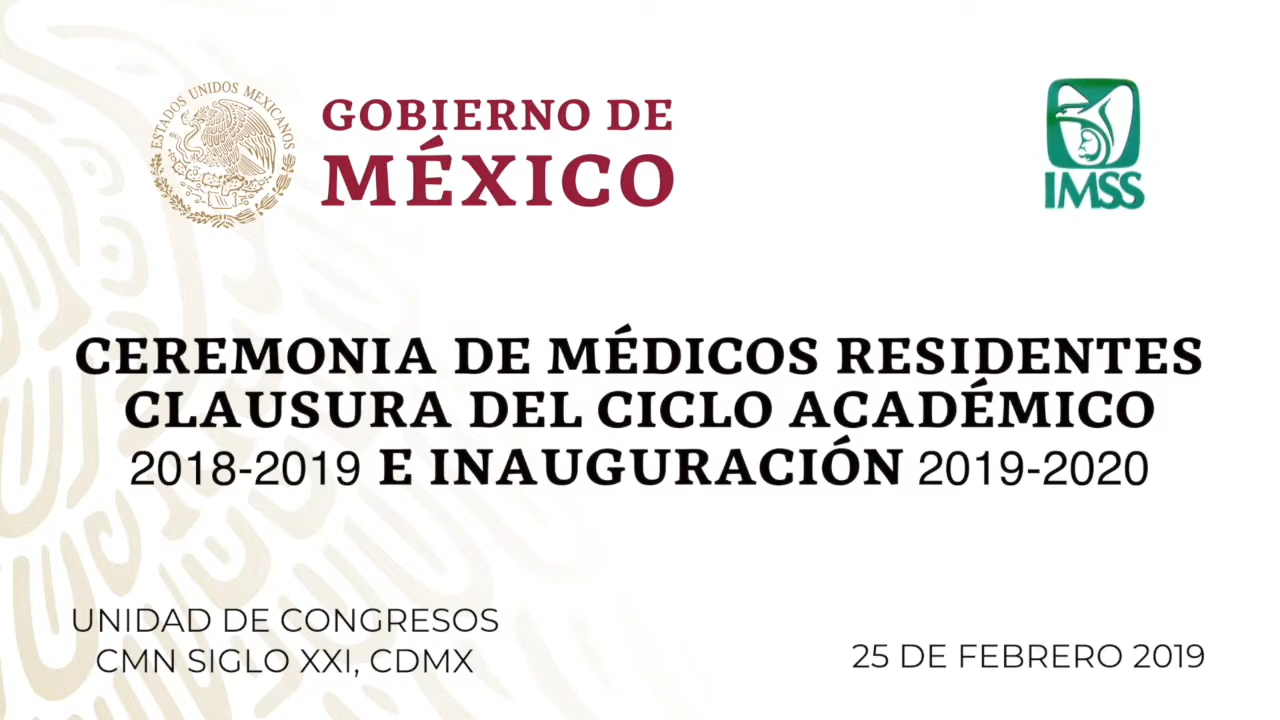 ESTADOS UNIDOS MEXICANOS
GOBIERNO DE
MÉXICO
IMSS
CEREMONIA DE MÉDICOS RESIDENTES
CLAUSURA DEL CICLO ACADÉMICO
2018-2019 E INAUGURACIÓN 2019-2020
UNIDAD DE CONGRESOS
CMN SIGLO XXI, CDMX
25 DE FEBRERO 2019